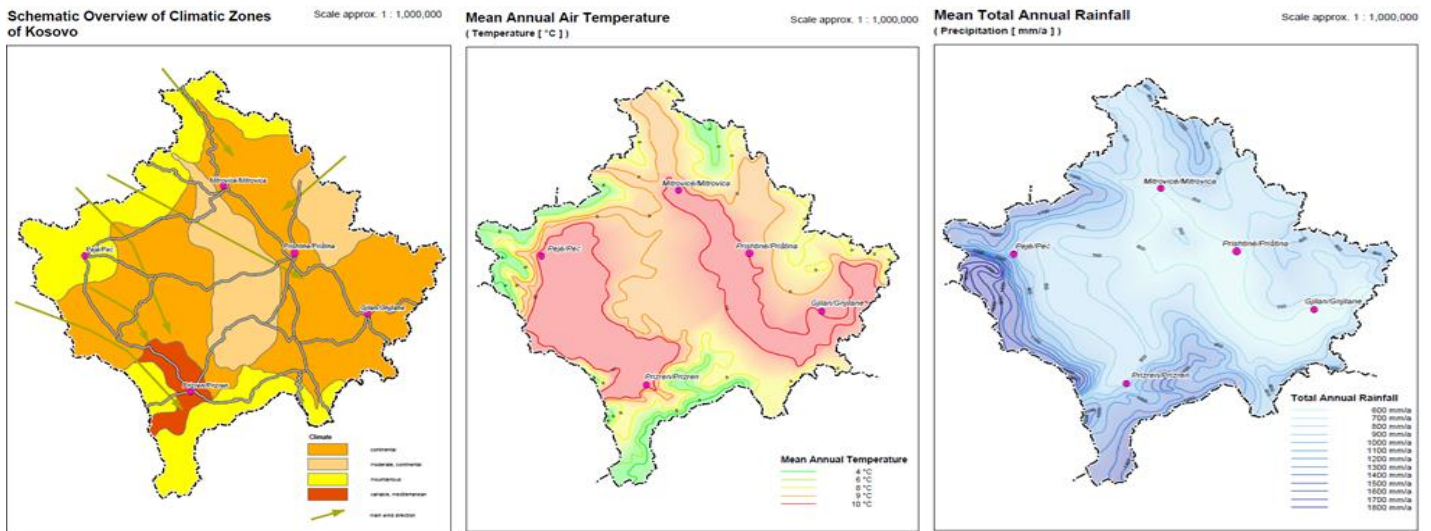 Schematic Overview of Climatic Zones
of Kosovo
Scale approx. 1 : 1,000,000
Mitrovicë/Mitrovica
Pejë/Peć
Prishtinë/Priština
Gjilan/Gnjilane
Prizren/Prizren
Climate
continental
moderate, continental
mountainous
variable, mediterranean
main wind direction
Mean Annual Air Temperature
( Temperature [ °C ] )
Scale approx. 1 : 1,000,000
Mitrovicë/Mitrovica
Pejë/Peć
Prishtinë/Priština
Gjilan/Gnjilane
Prizren/Prizren
Mean Annual Temperature
4 °C
6 °C
8 °C
9 °C
10 °C
Mean Total Annual Rainfall
( Precipitation [ mm/a ] )
Scale approx. 1 : 1,000,000
Mitrovicë/Mitrovica
Pejë/Peć
Prishtinë/Priština
Gjilan/Gnjilane
Prizren/Prizren
Total Annual Rainfall
600 mm/a
700 mm/a
800 mm/a
900 mm/a
1000 mm/a
1100 mm/a
1200 mm/a
1300 mm/a
1400 mm/a
1500 mm/a
1600 mm/a
1700 mm/a
1800 mm/a